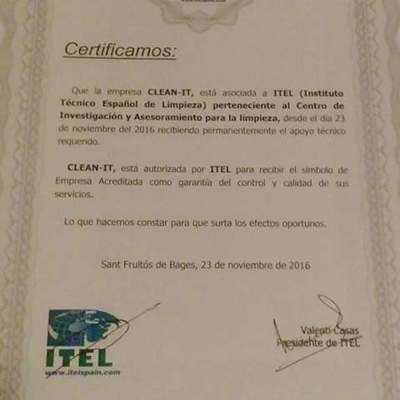 Certificamos:
Que la empresa CLEAN-IT, está asociada a ITEL (Instituto
Técnico Español de Limpieza) perteneciente al Centro de
Investigación y Asesoramiento para la limpieza, desde el dia 23
de noviembre del 2016 recibiendo permanentemente el apoyo técnico
requerido.
CLEAN-IT, está autorizada por ITEL para recibir el símbolo de
Empresa Acreditada como garantía del control y calidad de sus
servicios.
Lo que hacemos constar para que surta los efectos oportunos.
Sant Fruitós de Bages, 23 de noviembre de 2016
Valentí Casas
Presidente de ITEL
ITEL
www.itelspain.com